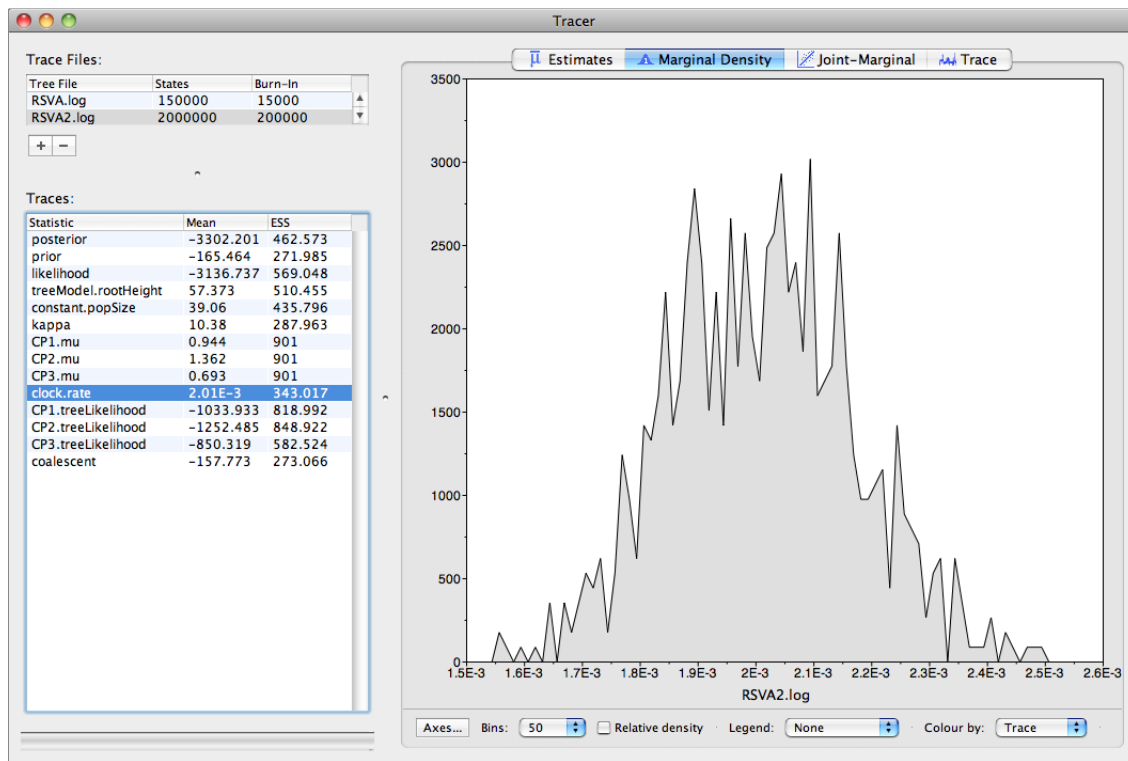 Tracer
Trace Files:
Tree File States Burn-In
RSVA.log 150000 15000
RSVA2.log 2000000 200000
+ −
Traces:
Statistic Mean ESS
posterior -3302.201 462.573
prior -165.464 271.985
likelihood -3136.737 569.048
treeModel.rootHeight 57.373 510.455
constant.popSize 39.06 435.796
kappa 10.38 287.963
CP1.mu 0.944 901
CP2.mu 1.362 901
CP3.mu 0.693 901
clock.rate 2.01E-3 343.017
CP1.treeLikelihood -1033.933 818.992
CP2.treeLikelihood -1252.485 848.922
CP3.treeLikelihood -850.319 582.524
coalescent -157.773 273.066
μ Estimates Marginal Density Joint-Marginal Trace
3500
3000
2500
2000
1500
1000
500
0
1.5E-3 1.6E-3 1.7E-3 1.8E-3 1.9E-3 2E-3 2.1E-3 2.2E-3 2.3E-3 2.4E-3 2.5E-3 2.6E-3
RSVA2.log
Axes... Bins: 50 Relative density Legend: None Colour by: Trace